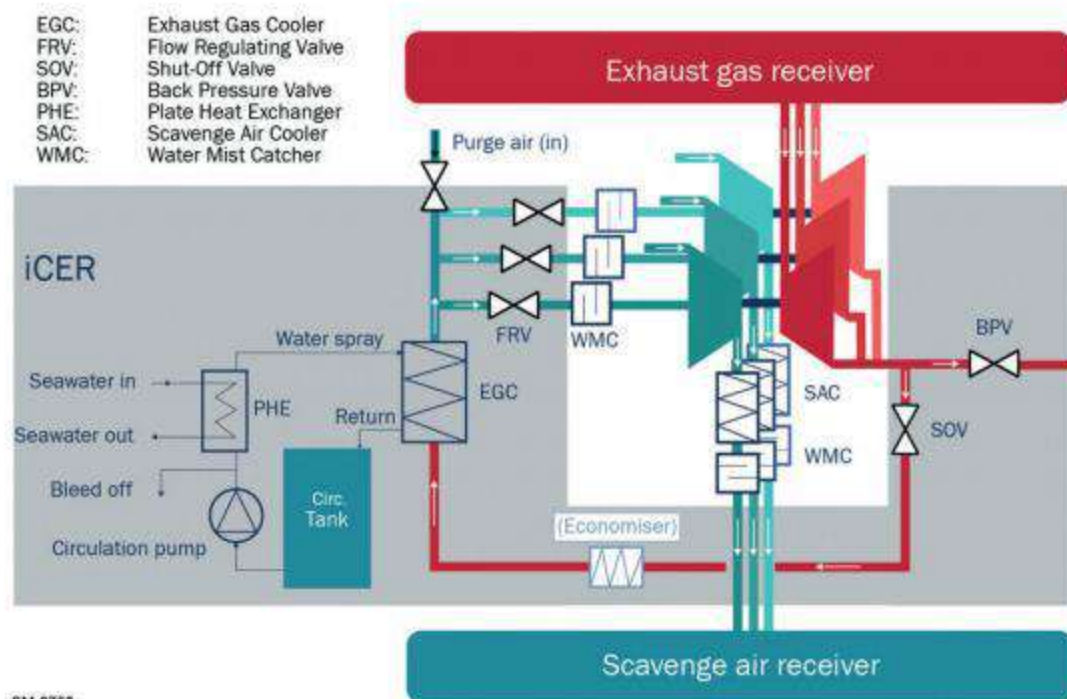 EGC: Exhaust Gas Cooler
FRV: Flow Regulating Valve
SOV: Shut-Off Valve
BPV: Back Pressure Valve
PHE: Plate Heat Exchanger
SAC: Scavenge Air Cooler
WMC: Water Mist Catcher
Exhaust gas receiver
Purge air (in)
iCER
FRV
WMC
BPV
Water spray
Seawater in
PHE
EGC
SAC
Return
Seawater out
SOV
WMC
Bleed off
Circ.
Tank
(Economiser)
Circulation pump
Scavenge air receiver